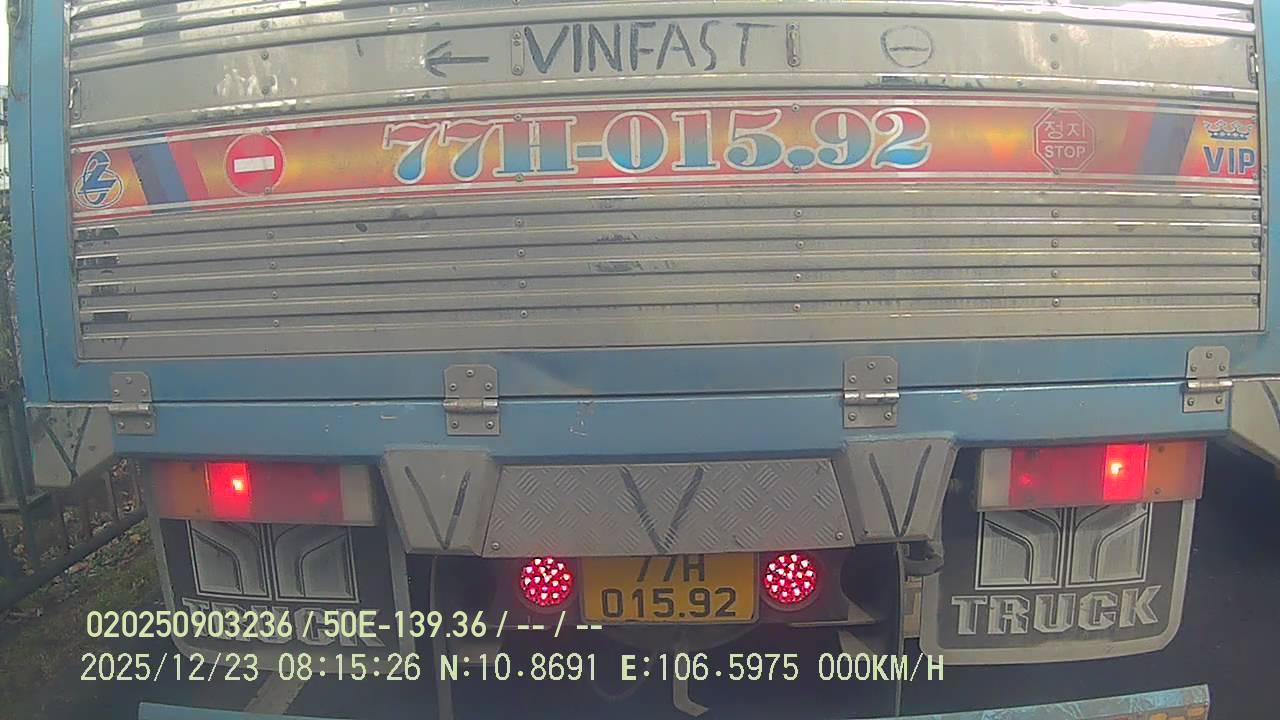 ← VINFAST
77H-015.92
정지
STOP
VIP
77H
015.92
TRUCK
TRUCK
020250903236 / 50E-139.36 / -- / --
2025/12/23 08:15:26 N:10.8691 E:106.5975 000KM/H